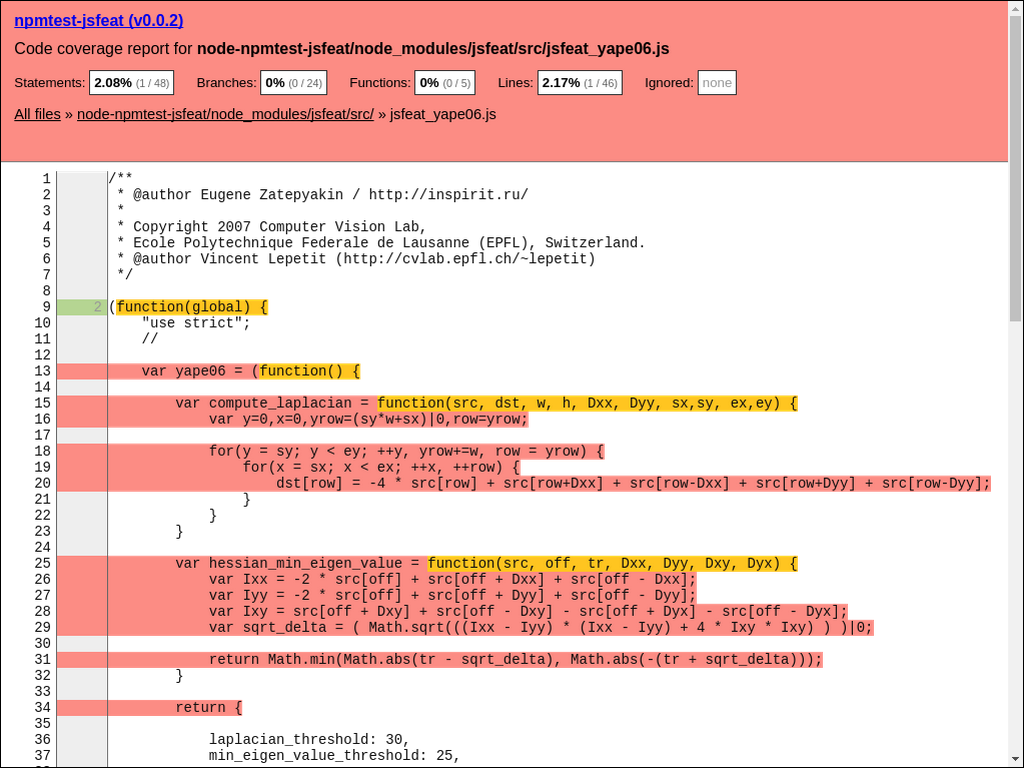 npmtest-jsfeat (v0.0.2)
Code coverage report for node-npmtest-jsfeat/node_modules/jsfeat/src/jsfeat_yape06.js
Statements: 2.08% (1 / 48) Branches: 0% (0 / 24) Functions: 0% (0 / 5) Lines: 2.17% (1 / 46) Ignored: none
All files » node-npmtest-jsfeat/node_modules/jsfeat/src/ » jsfeat_yape06.js
1 /**
2 * @author Eugene Zatepyakin / http://inspirit.ru/
3 *
4 * Copyright 2007 Computer Vision Lab,
5 * Ecole Polytechnique Federale de Lausanne (EPFL), Switzerland.
6 * @author Vincent Lepetit (http://cvlab.epfl.ch/~lepetit)
7 */
8
9 2 (function(global) {
10 "use strict";
11 //
12
13 var yape06 = (function() {
14
15 var compute_laplacian = function(src, dst, w, h, Dxx, Dyy, sx,sy, ex,ey) {
16 var y=0,x=0,yrow=(sy*w+sx)|0,row=yrow;
17
18 for(y = sy; y < ey; ++y, yrow+=w, row = yrow) {
19 for(x = sx; x < ex; ++x, ++row) {
20 dst[row] = -4 * src[row] + src[row+Dxx] + src[row-Dxx] + src[row+Dyy] + src[row-Dyy];
21 }
22 }
23 }
24
25 var hessian_min_eigen_value = function(src, off, tr, Dxx, Dyy, Dxy, Dyx) {
26 var Ixx = -2 * src[off] + src[off + Dxx] + src[off - Dxx];
27 var Iyy = -2 * src[off] + src[off + Dyy] + src[off - Dyy];
28 var Ixy = src[off + Dxy] + src[off - Dxy] - src[off + Dyx] - src[off - Dyx];
29 var sqrt_delta = ( Math.sqrt(((Ixx - Iyy) * (Ixx - Iyy) + 4 * Ixy * Ixy) ) )|0;
30
31 return Math.min(Math.abs(tr - sqrt_delta), Math.abs(-(tr + sqrt_delta)));
32 }
33
34 return {
35
36 laplacian_threshold: 30,
37 min_eigen_value_threshold: 25,